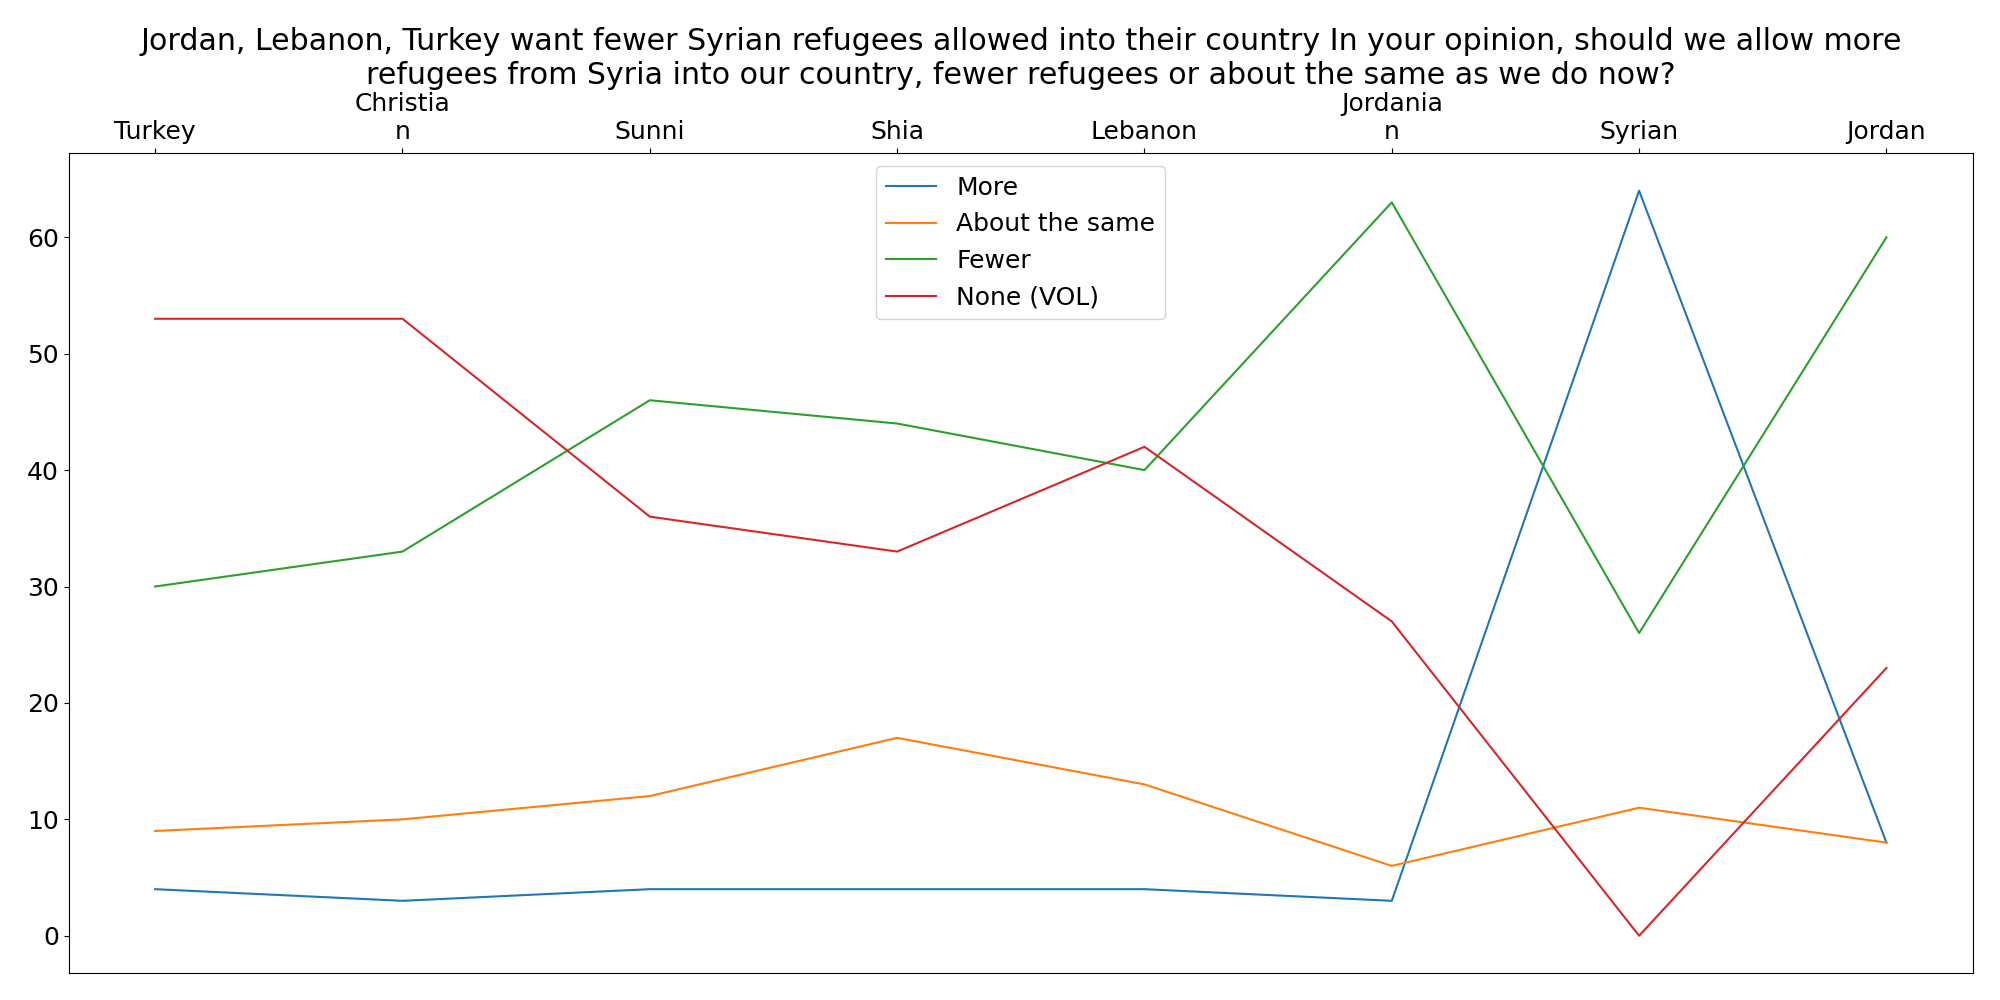 Jordan, Lebanon, Turkey want fewer Syrian refugees allowed into their country In your opinion, should we allow more
refugees from Syria into our country, fewer refugees or about the same as we do now?
Turkey
Christia
n
Sunni
Shia
Lebanon
Jordania
n
Syrian
Jordan
More
About the same
Fewer
None (VOL)
60
50
40
30
20
10
0